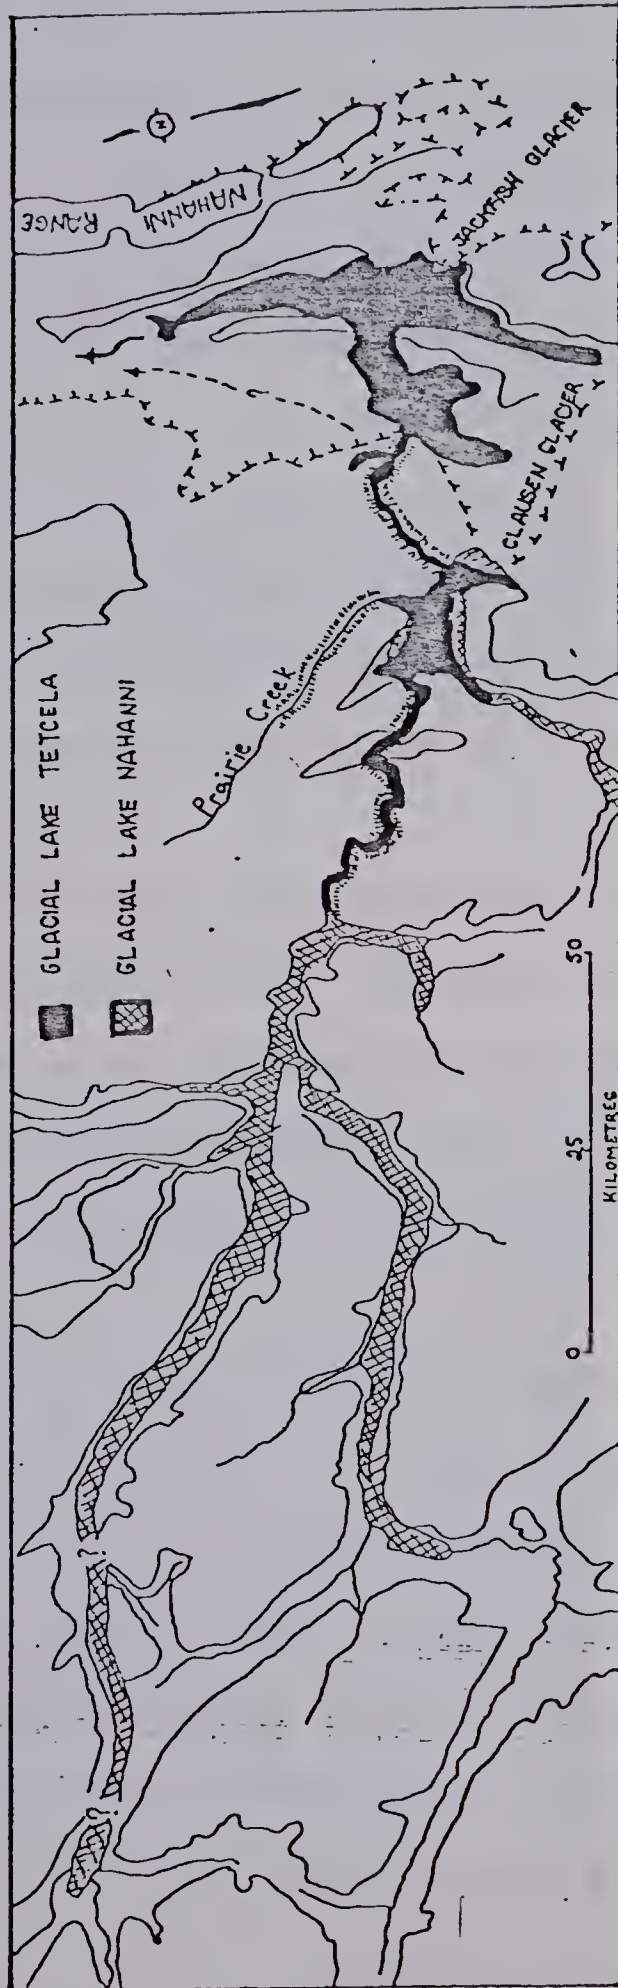 N
NAHANNI
RANGE
JACKFISH GLACIER
CLAUSEN GLACIER
Prairie Creek
GLACIAL LAKE TETCELA
GLACIAL LAKE NAHANNI
?
?
0 25 50
KILOMETRES